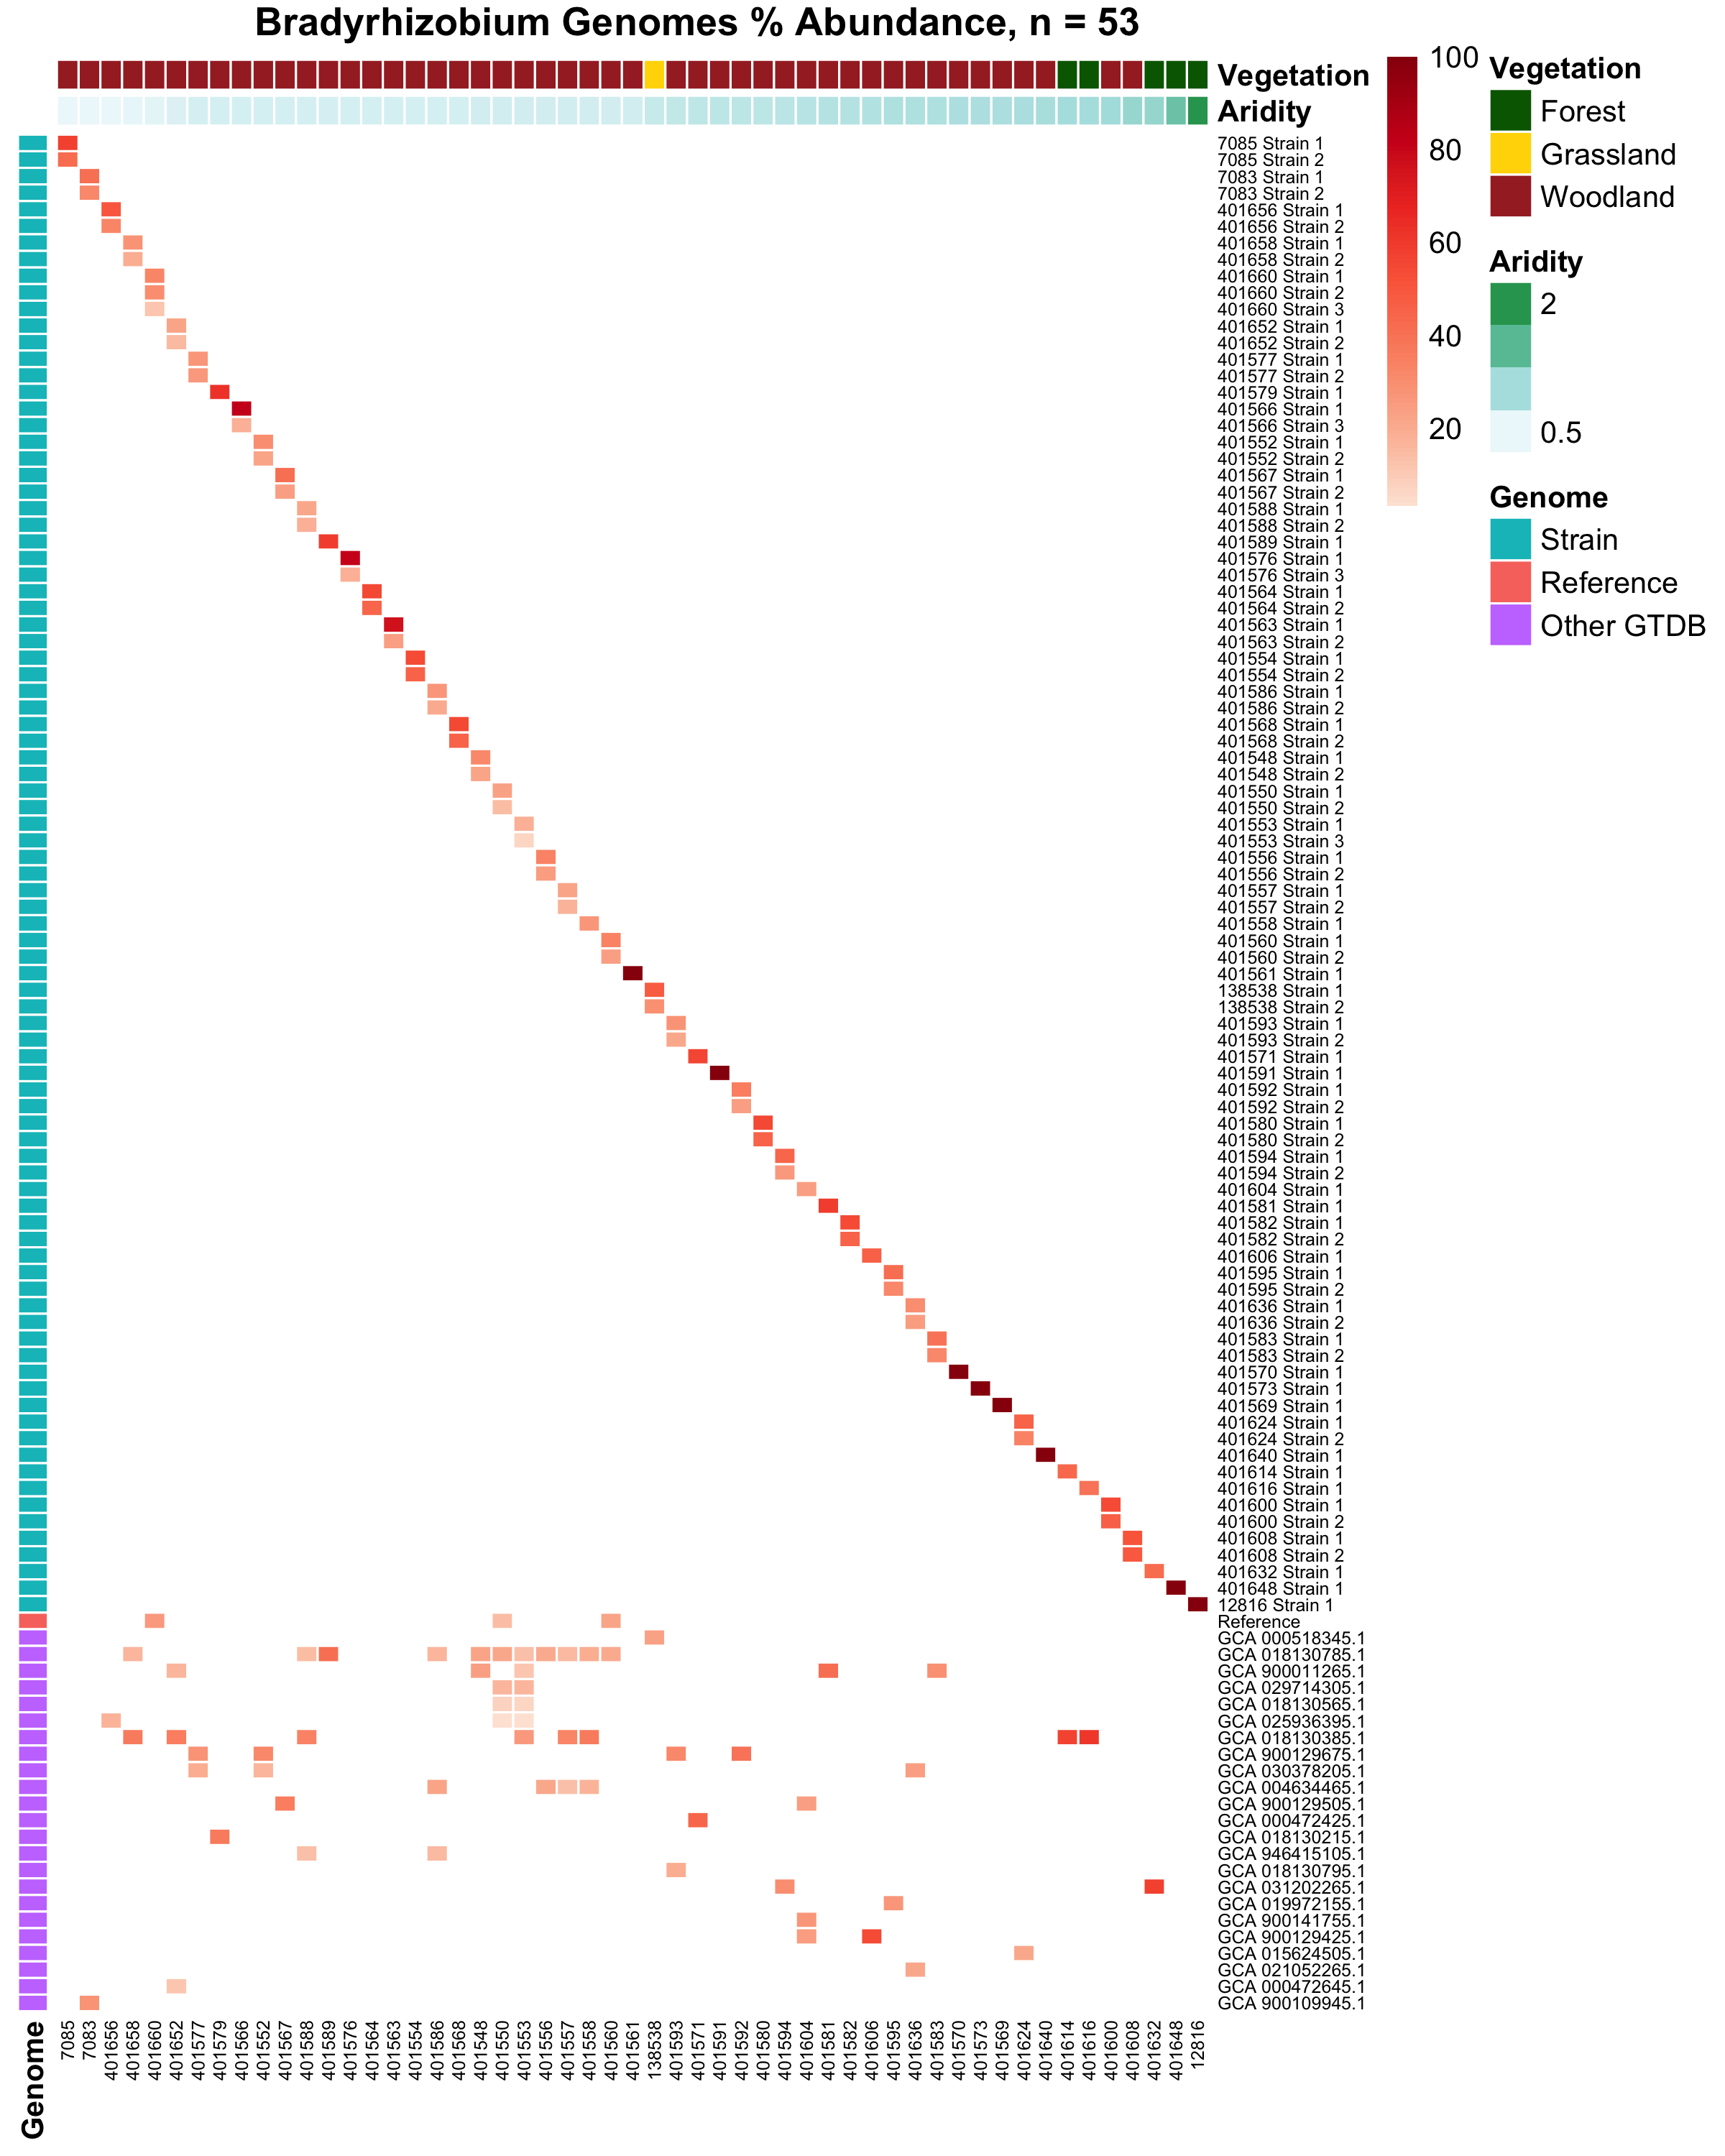 Bradyrhizobium Genomes % Abundance, n = 53
Vegetation
Aridity
7085 Strain 1
7085 Strain 2
7083 Strain 1
7083 Strain 2
401656 Strain 1
401656 Strain 2
401658 Strain 1
401658 Strain 2
401660 Strain 1
401660 Strain 2
401660 Strain 3
401652 Strain 1
401652 Strain 2
401577 Strain 1
401577 Strain 2
401579 Strain 1
401566 Strain 1
401566 Strain 3
401552 Strain 1
401552 Strain 2
401567 Strain 1
401567 Strain 2
401588 Strain 1
401588 Strain 2
401589 Strain 1
401576 Strain 1
401576 Strain 3
401564 Strain 1
401564 Strain 2
401563 Strain 1
401563 Strain 2
401554 Strain 1
401554 Strain 2
401586 Strain 1
401586 Strain 2
401568 Strain 1
401568 Strain 2
401548 Strain 1
401548 Strain 2
401550 Strain 1
401550 Strain 2
401553 Strain 1
401553 Strain 3
401556 Strain 1
401556 Strain 2
401557 Strain 1
401557 Strain 2
401558 Strain 1
401560 Strain 1
401560 Strain 2
401561 Strain 1
138538 Strain 1
138538 Strain 2
401593 Strain 1
401593 Strain 2
401571 Strain 1
401591 Strain 1
401592 Strain 1
401592 Strain 2
401580 Strain 1
401580 Strain 2
401594 Strain 1
401594 Strain 2
401604 Strain 1
401581 Strain 1
401582 Strain 1
401582 Strain 2
401606 Strain 1
401595 Strain 1
401595 Strain 2
401636 Strain 1
401636 Strain 2
401583 Strain 1
401583 Strain 2
401570 Strain 1
401573 Strain 1
401569 Strain 1
401624 Strain 1
401624 Strain 2
401640 Strain 1
401614 Strain 1
401616 Strain 1
401600 Strain 1
401600 Strain 2
401608 Strain 1
401608 Strain 2
401632 Strain 1
401648 Strain 1
12816 Strain 1
Reference
GCA 000518345.1
GCA 018130785.1
GCA 900011265.1
GCA 029714305.1
GCA 018130565.1
GCA 025936395.1
GCA 018130385.1
GCA 900129675.1
GCA 030378205.1
GCA 004634465.1
GCA 900129505.1
GCA 000472425.1
GCA 018130215.1
GCA 946415105.1
GCA 018130795.1
GCA 031202265.1
GCA 019972155.1
GCA 900141755.1
GCA 900129425.1
GCA 015624505.1
GCA 021052265.1
GCA 000472645.1
GCA 900109945.1
Genome
7085
7083
401656
401658
401660
401652
401577
401579
401566
401552
401567
401588
401589
401576
401564
401563
401554
401586
401568
401548
401550
401553
401556
401557
401558
401560
401561
138538
401593
401571
401591
401592
401580
401594
401604
401581
401582
401606
401595
401636
401583
401570
401573
401569
401624
401640
401614
401616
401600
401608
401632
401648
12816
100
80
60
40
20
Vegetation
Forest
Grassland
Woodland
Aridity
2
0.5
Genome
Strain
Reference
Other GTDB